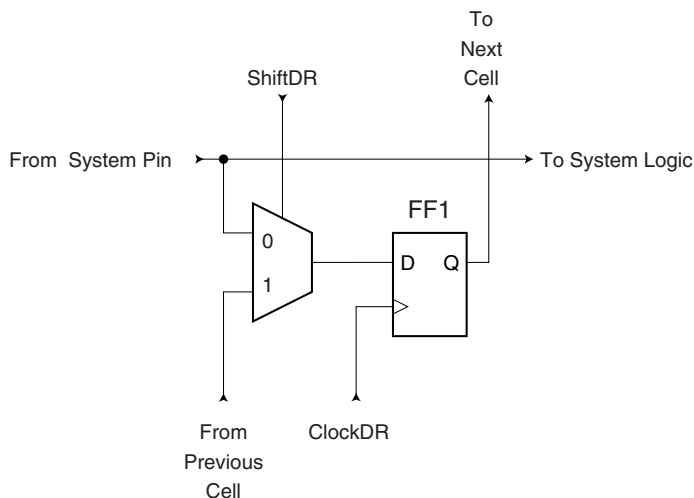 To
Next
Cell
ShiftDR
From System Pin
To System Logic
FF1
0
D Q
1
From
Previous
Cell
ClockDR